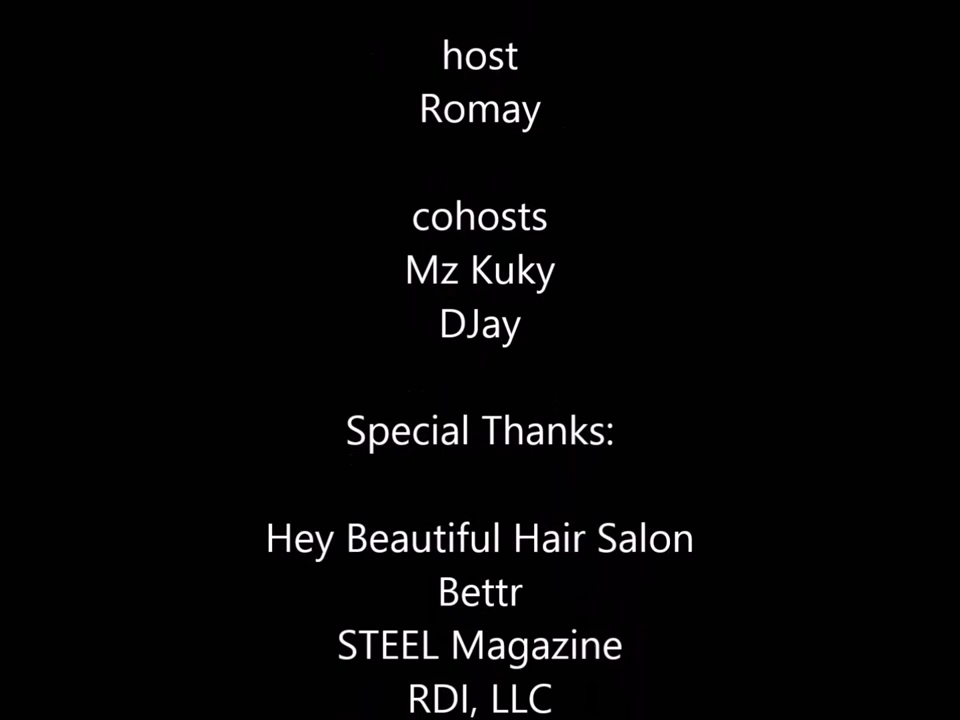 host
Romay
cohosts
Mz Kuky
DJay
Special Thanks:
Hey Beautiful Hair Salon
Bettr
STEEL Magazine
RDI, LLC